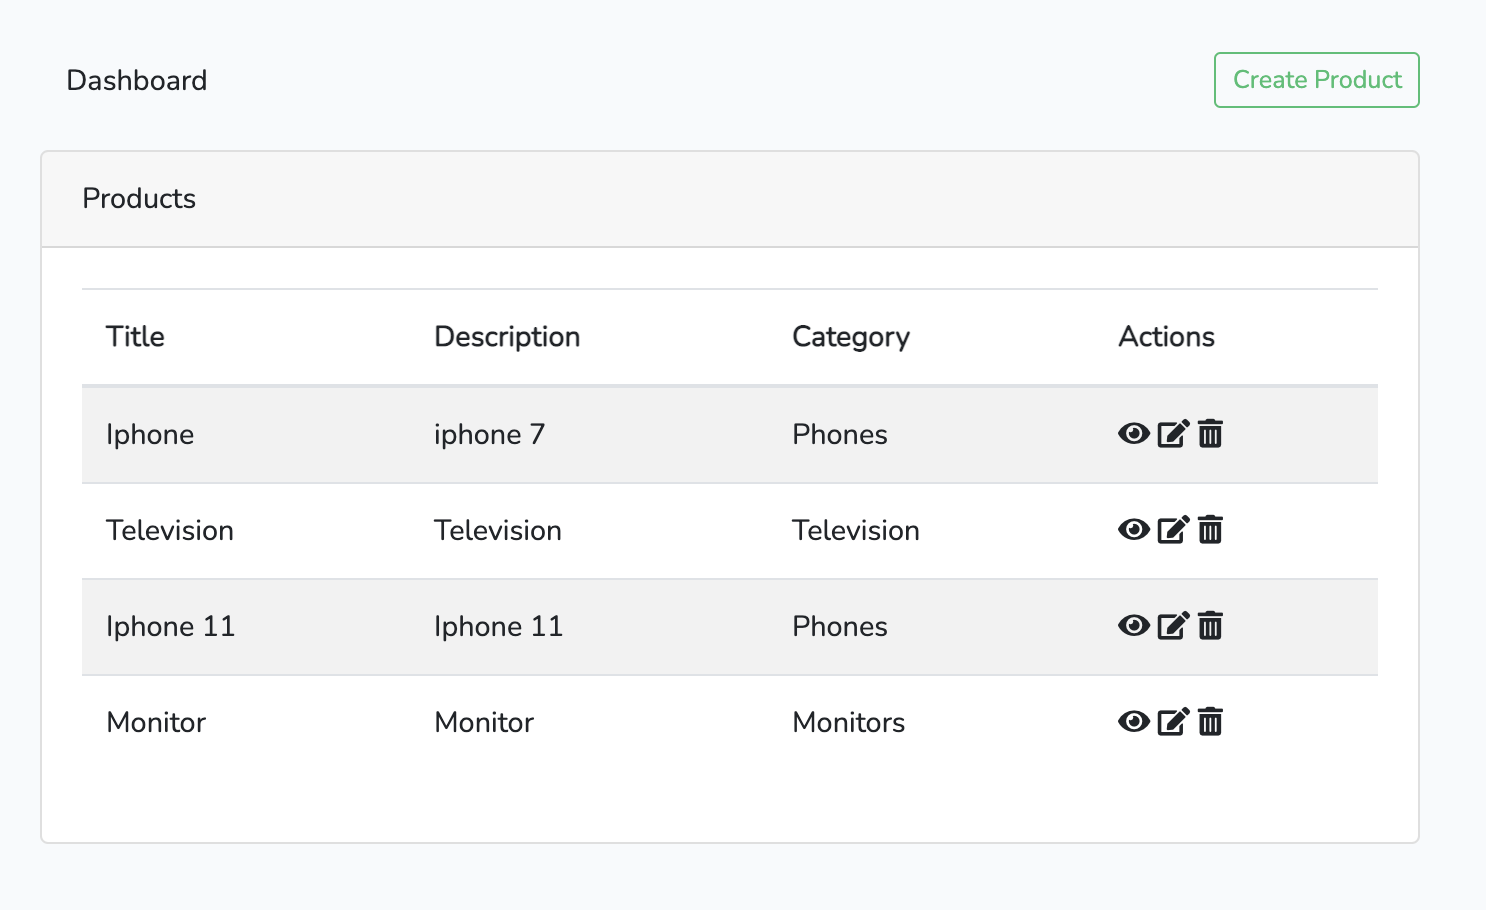 Dashboard
Create Product
Products
Title Description Category Actions
Iphone iphone 7 Phones
Television Television Television
Iphone 11 Iphone 11 Phones
Monitor Monitor Monitors